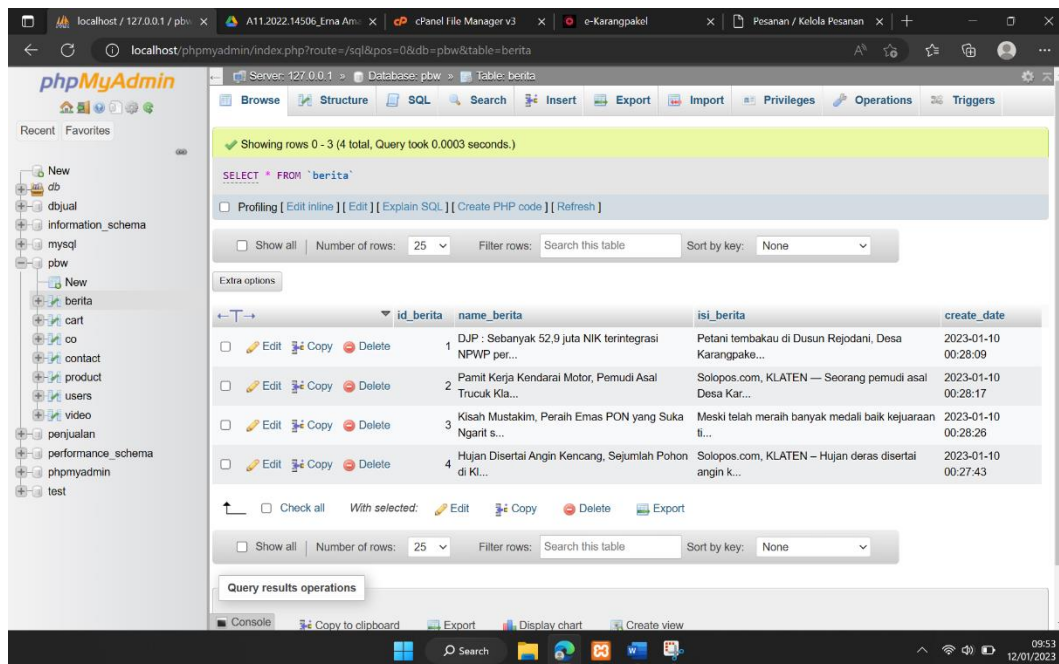 localhost / 127.0.0.1 / pbw
A11.2022.14506_Erna Ama
cPanel File Manager v3
e-Karangpakel
Pesanan / Kelola Pesanan
localhost/phpmyadmin/index.php?route=/sql&pos=0&db=pbw&table=berita
phpMyAdmin
Recent Favorites
New
db
dbjual
information_schema
mysql
pbw
New
berita
cart
co
contact
product
users
video
penjualan
performance_schema
phpmyadmin
test
Server: 127.0.0.1 » Database: pbw » Table: berita
Browse Structure SQL Search Insert Export Import Privileges Operations Triggers
Showing rows 0 - 3 (4 total, Query took 0.0003 seconds.)
SELECT * FROM `berita`
Profiling [ Edit inline ] [ Edit ] [ Explain SQL ] [ Create PHP code ] [ Refresh ]
Show all | Number of rows: 25 Filter rows: Search this table Sort by key: None
Extra options
←T→ id_berita name_berita isi_berita create_date
Edit Copy Delete 1 DJP : Sebanyak 52,9 juta NIK terintegrasi Petani tembakau di Dusun Rejodani, Desa 2023-01-10
NPWP per... Karangpake... 00:28:09
Edit Copy Delete 2 Pamit Kerja Kendarai Motor, Pemudi Asal Solopos.com, KLATEN — Seorang pemudi asal 2023-01-10
Trucuk Kla... Desa Kar... 00:28:17
Edit Copy Delete 3 Kisah Mustakim, Peraih Emas PON yang Suka Meski telah meraih banyak medali baik kejuaraan 2023-01-10
Ngarit s... ti... 00:28:26
Edit Copy Delete 4 Hujan Disertai Angin Kencang, Sejumlah Pohon Solopos.com, KLATEN – Hujan deras disertai 2023-01-10
di Kl... angin k... 00:27:43
Check all With selected: Edit Copy Delete Export
Show all | Number of rows: 25 Filter rows: Search this table Sort by key: None
Query results operations
Console Copy to clipboard Export Display chart Create view
Search
09:53
12/01/2023